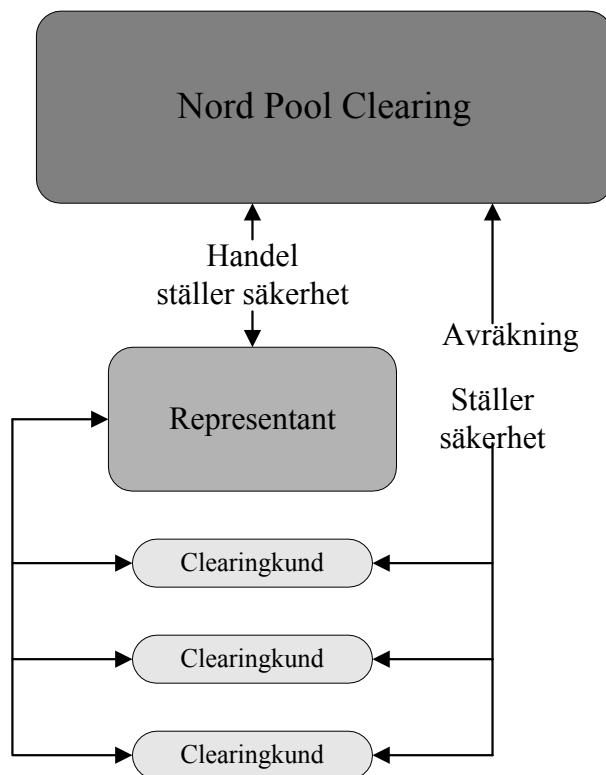 Nord Pool Clearing
Handel
ställer säkerhet
Avräkning
Representant
Ställer
säkerhet
Clearingkund
Clearingkund
Clearingkund